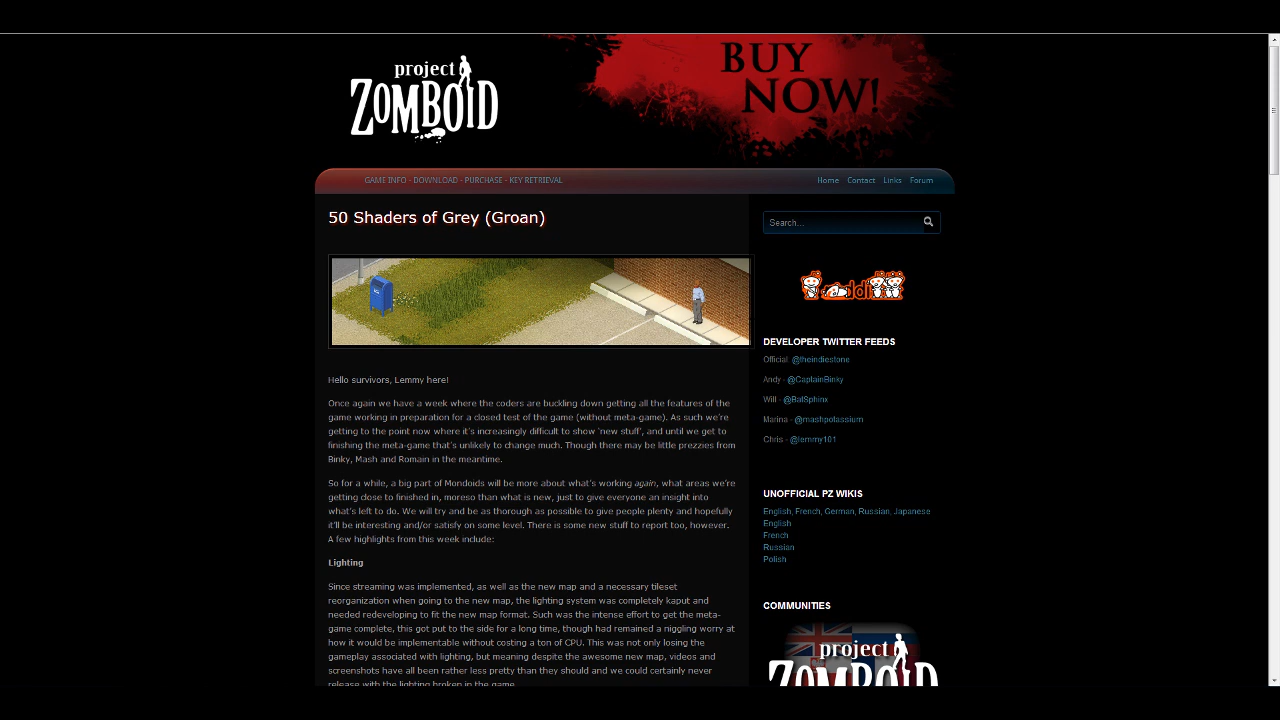 project
ZOMBOID
BUY
NOW!
GAME INFO - DOWNLOAD - PURCHASE - KEY RETRIEVAL
Home Contact Links Forum
50 Shaders of Grey (Groan)
Hello survivors, Lemmy here!
Once again we have a week where the coders are buckling down getting all the features of the
game working in preparation for a closed test of the game (without meta-game). As such we're
getting to the point now where it's increasingly difficult to show 'new stuff', and until we get to
finishing the meta-game that's unlikely to change much. Though there may be little prezzies from
Binky, Mash and Romain in the meantime.
So for a while, a big part of Mondoids will be more about what's working again, what areas we're
getting close to finished in, moreso than what is new, just to give everyone an insight into
what's left to do. We will try and be as thorough as possible to give people plenty and hopefully
it'll be interesting and/or satisfy on some level. There is some new stuff to report too, however.
A few highlights from this week include:
Lighting
Since streaming was implemented, as well as the new map and a necessary tileset
reorganization when going to the new map, the lighting system was completely kaput and
needed redeveloping to fit the new map format. Such was the intense effort to get the meta-
game complete, this got put to the side for a long time, though had remained a niggling worry at
how it would be implementable without costing a ton of CPU. This was not only losing the
gameplay associated with lighting, but meaning despite the awesome new map, videos and
screenshots have all been rather less pretty than they should and we could certainly never
release with the lighting broken in the game.
Search...
DEVELOPER TWITTER FEEDS
Official: @theindiestone
Andy - @CaptainBinky
Will - @BatSphinx
Marina - @mashpotassium
Chris - @lemmy101
UNOFFICIAL PZ WIKIS
English, French, German, Russian, Japanese
English
French
Russian
Polish
COMMUNITIES
project
ZOMBOID